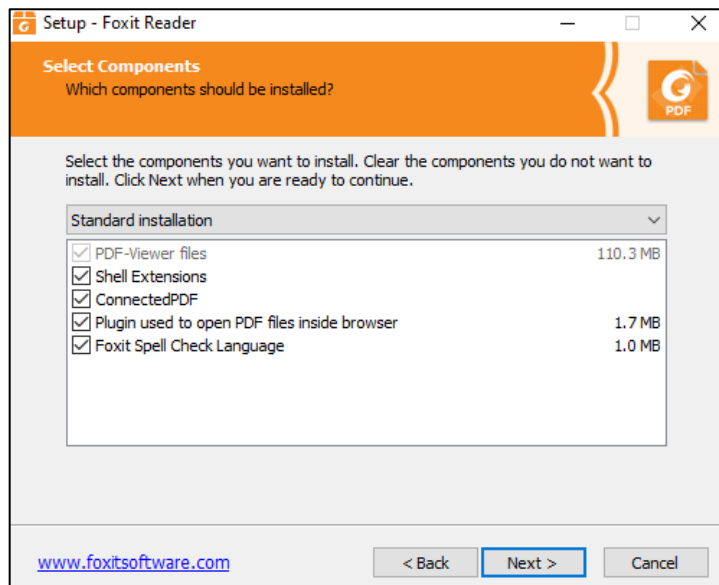 Setup - Foxit Reader
Select Components
Which components should be installed?
PDF
Select the components you want to install. Clear the components you do not want to
install. Click Next when you are ready to continue.
Standard installation
PDF-Viewer files 110.3 MB
Shell Extensions
ConnectedPDF
Plugin used to open PDF files inside browser 1.7 MB
Foxit Spell Check Language 1.0 MB
www.foxitsoftware.com < Back Next > Cancel